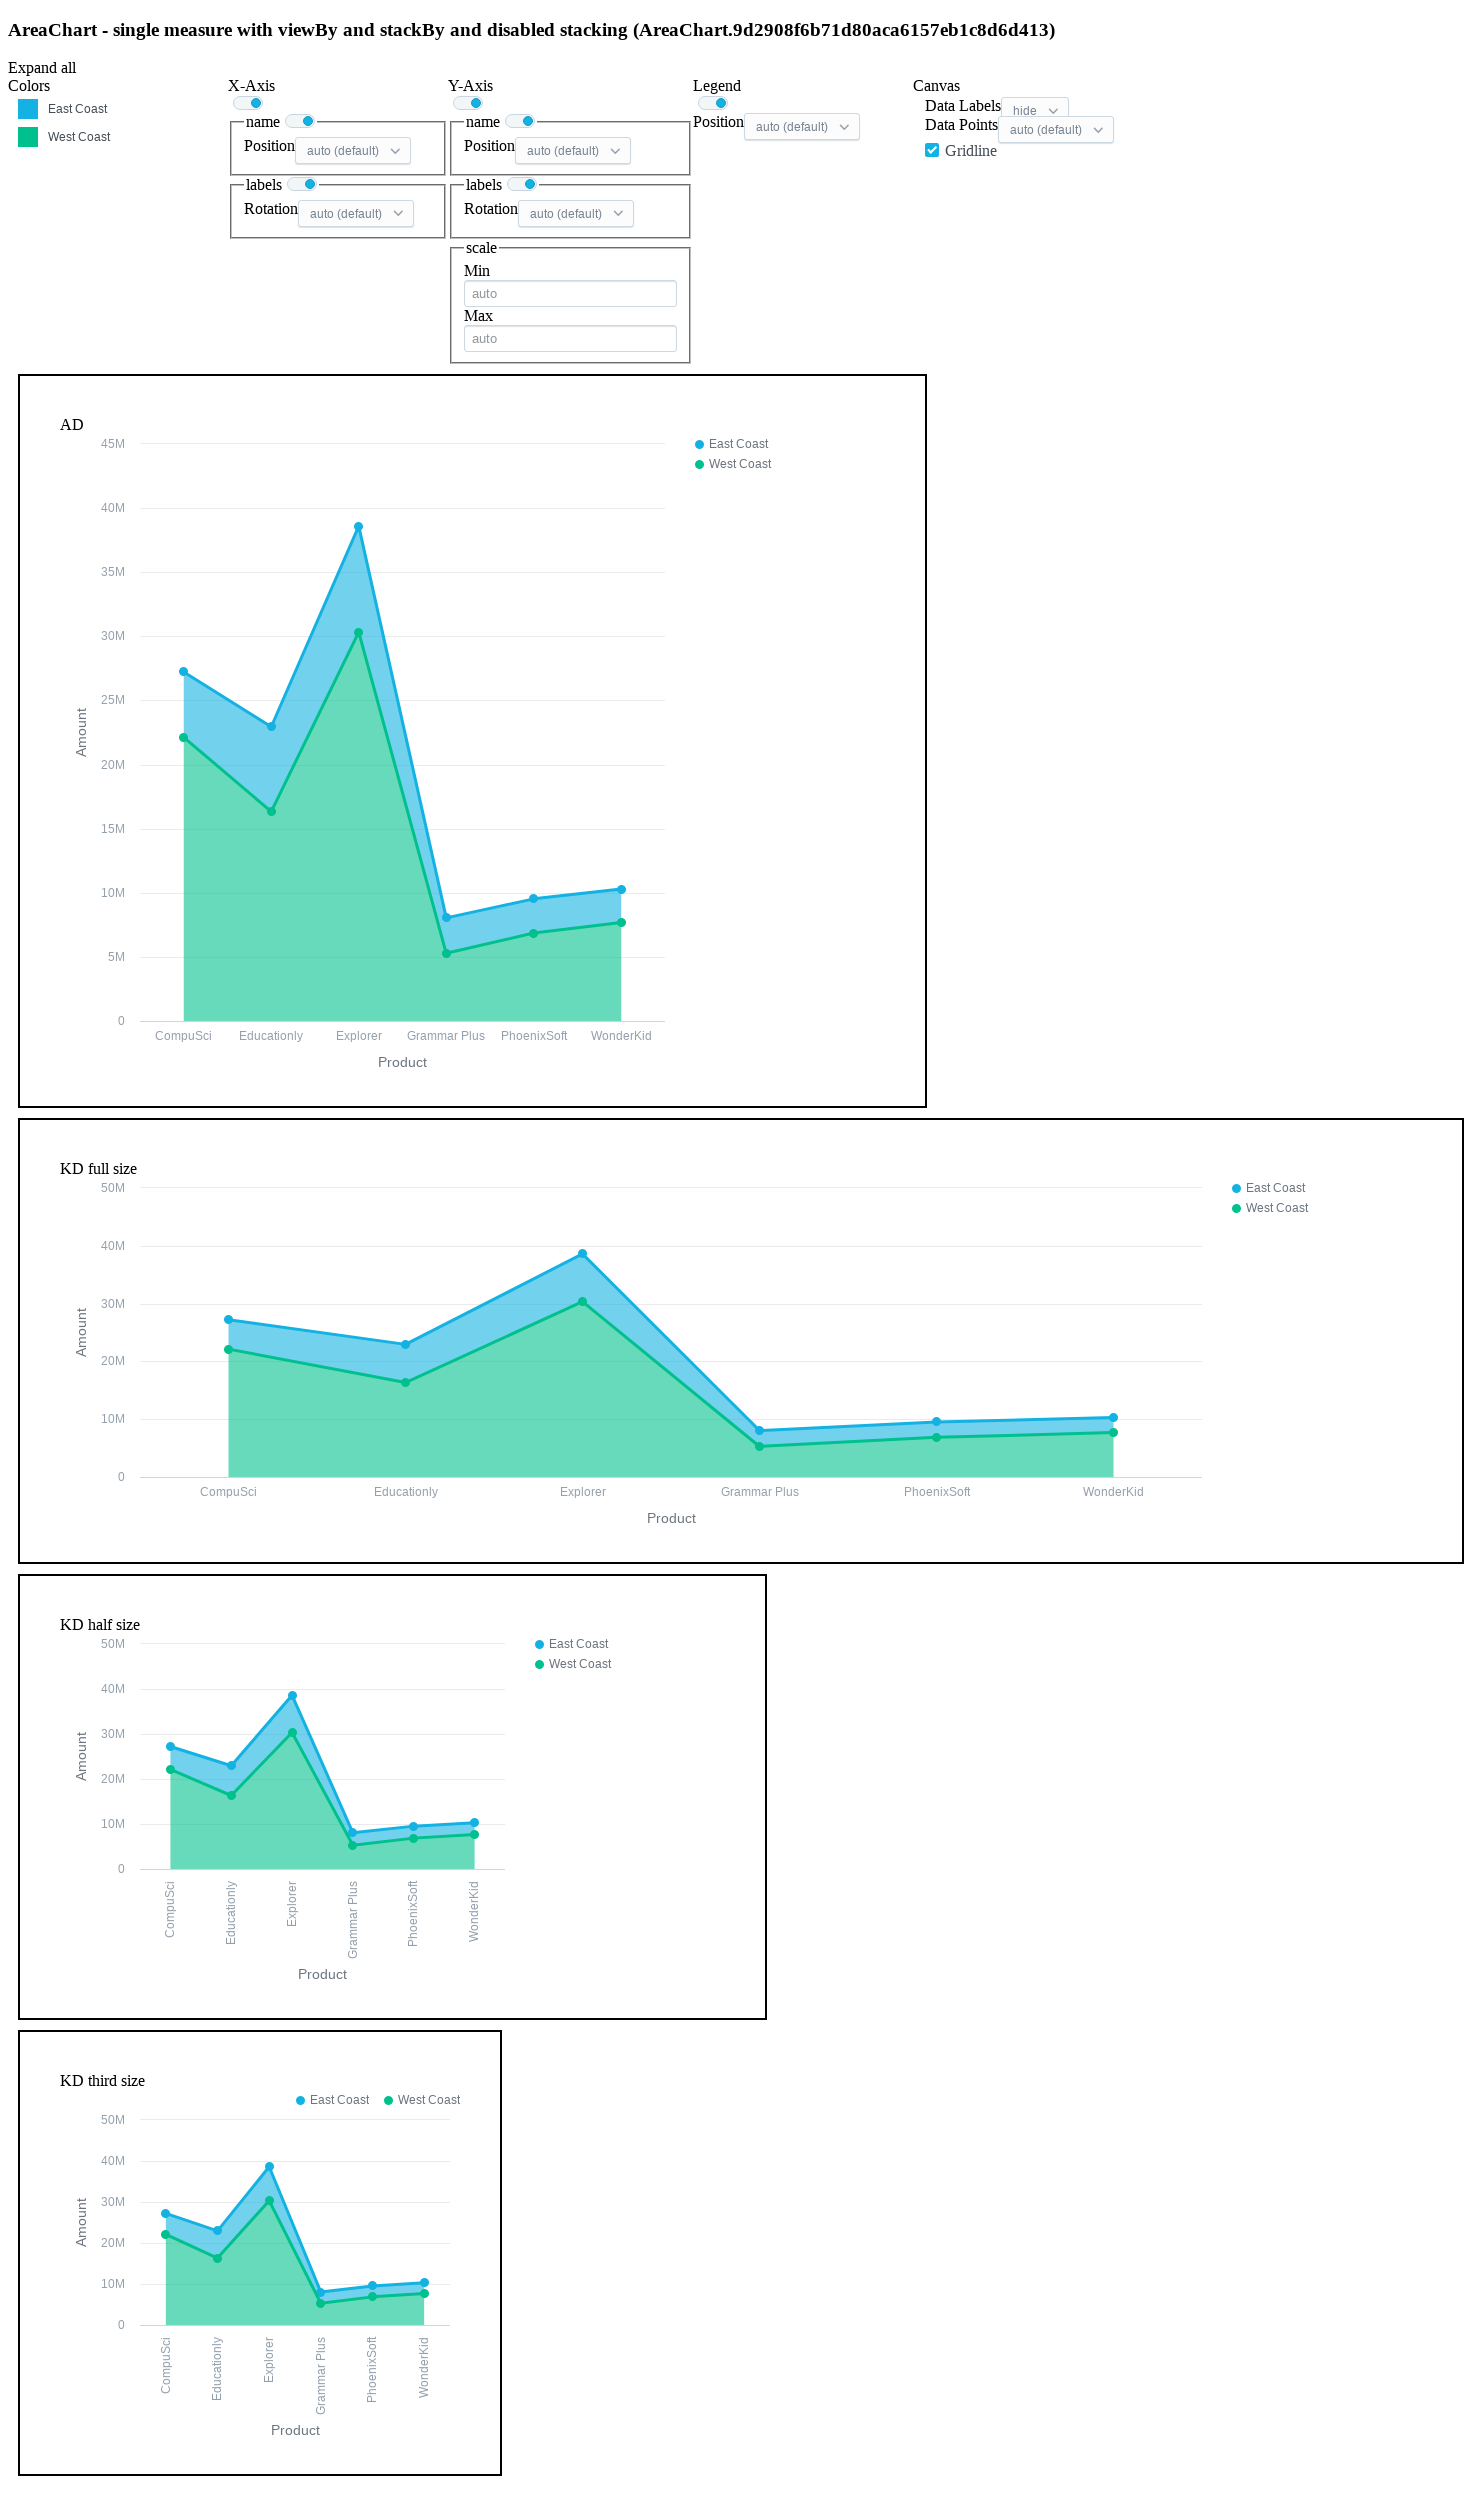 AreaChart - single measure with viewBy and stackBy and disabled stacking (AreaChart.9d2908f6b71d80aca6157eb1c8d6d413)
Expand all
Colors
East Coast
West Coast
X-Axis
name
Position auto (default)
labels
Rotation auto (default)
Y-Axis
name
Position auto (default)
labels
Rotation auto (default)
scale
Min
auto
Max
auto
Legend
Position auto (default)
Canvas
Data Labels hide
Data Points auto (default)
Gridline
AD
45M
40M
35M
30M
25M
20M
15M
10M
5M
0
Amount
CompuSci Educationly Explorer Grammar Plus PhoenixSoft WonderKid
Product
East Coast
West Coast
KD full size
50M
40M
30M
20M
10M
0
Amount
CompuSci Educationly Explorer Grammar Plus PhoenixSoft WonderKid
Product
East Coast
West Coast
KD half size
50M
40M
30M
20M
10M
0
Amount
CompuSci
Educationly
Explorer
Grammar Plus
PhoenixSoft
WonderKid
Product
East Coast
West Coast
KD third size
East Coast West Coast
50M
40M
30M
20M
10M
0
Amount
CompuSci
Educationly
Explorer
Grammar Plus
PhoenixSoft
WonderKid
Product